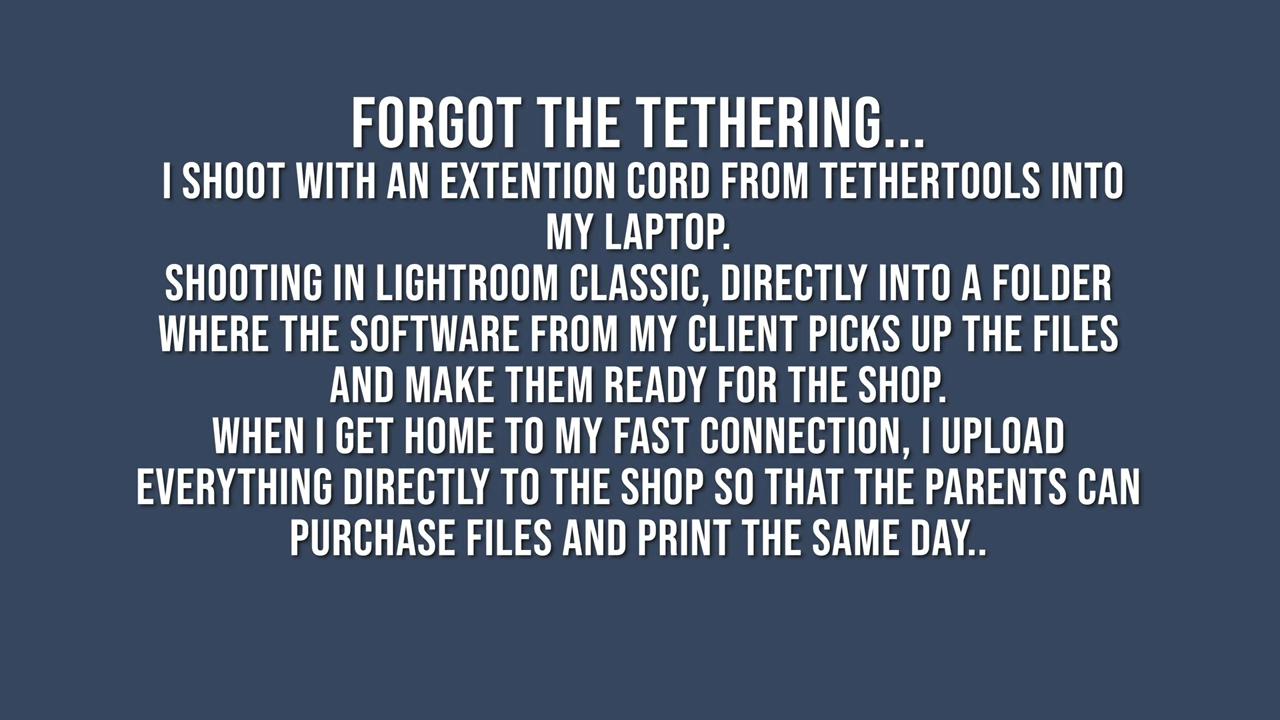 FORGOT THE TETHERING...
I SHOOT WITH AN EXTENTION CORD FROM TETHERTOOLS INTO
MY LAPTOP.
SHOOTING IN LIGHTROOM CLASSIC, DIRECTLY INTO A FOLDER
WHERE THE SOFTWARE FROM MY CLIENT PICKS UP THE FILES
AND MAKE THEM READY FOR THE SHOP.
WHEN I GET HOME TO MY FAST CONNECTION, I UPLOAD
EVERYTHING DIRECTLY TO THE SHOP SO THAT THE PARENTS CAN
PURCHASE FILES AND PRINT THE SAME DAY..